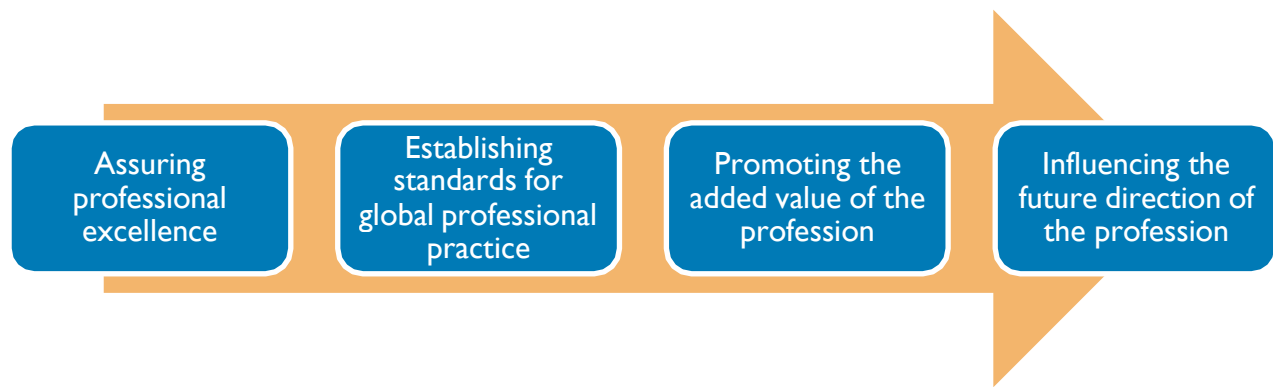 Assuring
professional
excellence
Establishing
standards for
global professional
practice
Promoting the
added value of the
profession
Influencing the
future direction of
the profession